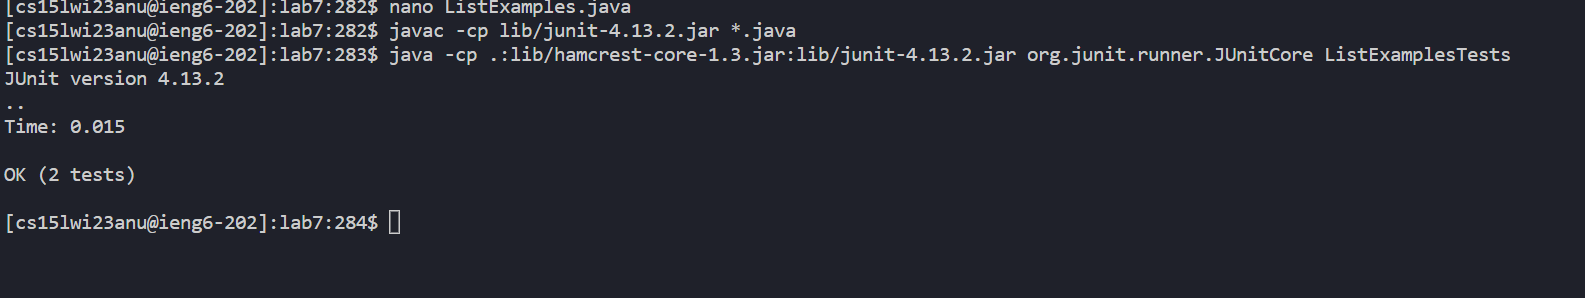 [cs15lwi23anu@ieng6-202]:lab7:282$ nano ListExamples.java
[cs15lwi23anu@ieng6-202]:lab7:282$ javac -cp lib/junit-4.13.2.jar *.java
[cs15lwi23anu@ieng6-202]:lab7:283$ java -cp .:lib/hamcrest-core-1.3.jar:lib/junit-4.13.2.jar org.junit.runner.JUnitCore ListExamplesTests
JUnit version 4.13.2
..
Time: 0.015
OK (2 tests)
[cs15lwi23anu@ieng6-202]:lab7:284$